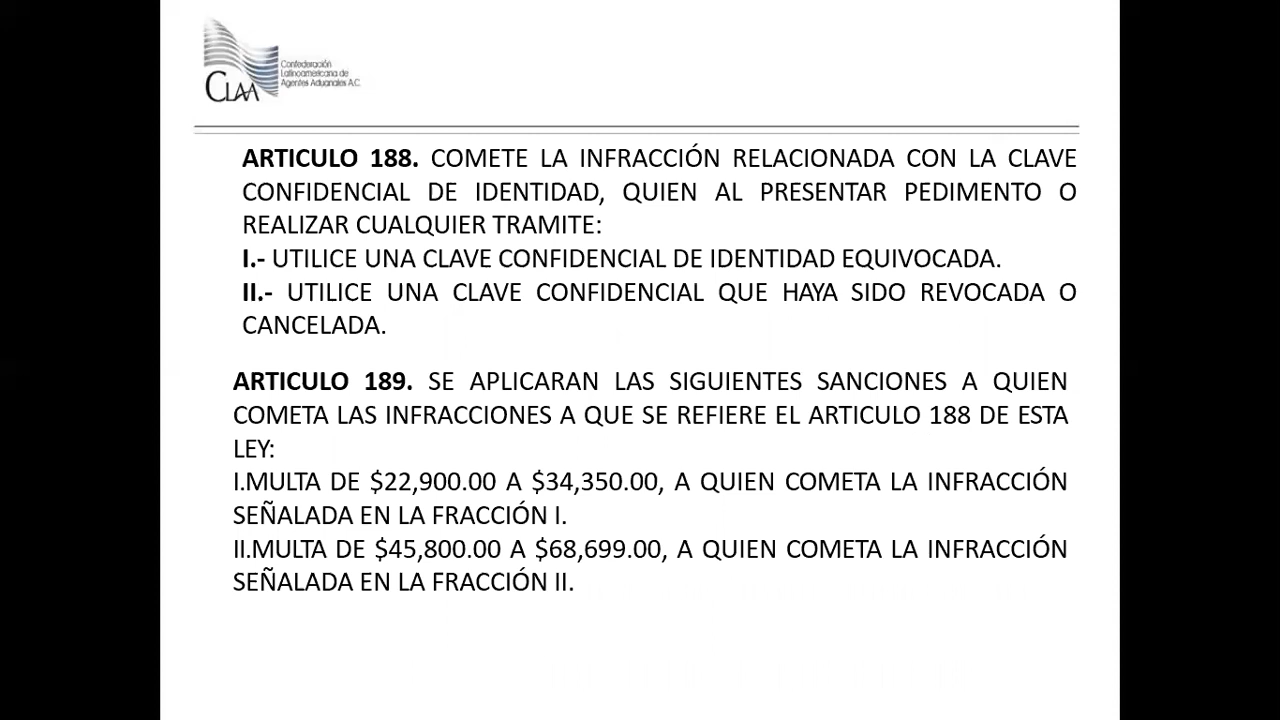 Confederación
Latinoamericana de
Agentes Aduanales A.C.
CLAA
ARTICULO 188. COMETE LA INFRACCIÓN RELACIONADA CON LA CLAVE
CONFIDENCIAL DE IDENTIDAD, QUIEN AL PRESENTAR PEDIMENTO O
REALIZAR CUALQUIER TRAMITE:
I.- UTILICE UNA CLAVE CONFIDENCIAL DE IDENTIDAD EQUIVOCADA.
II.- UTILICE UNA CLAVE CONFIDENCIAL QUE HAYA SIDO REVOCADA O
CANCELADA.
ARTICULO 189. SE APLICARAN LAS SIGUIENTES SANCIONES A QUIEN
COMETA LAS INFRACCIONES A QUE SE REFIERE EL ARTICULO 188 DE ESTA
LEY:
I.MULTA DE $22,900.00 A $34,350.00, A QUIEN COMETA LA INFRACCIÓN
SEÑALADA EN LA FRACCIÓN I.
II.MULTA DE $45,800.00 A $68,699.00, A QUIEN COMETA LA INFRACCIÓN
SEÑALADA EN LA FRACCIÓN II.